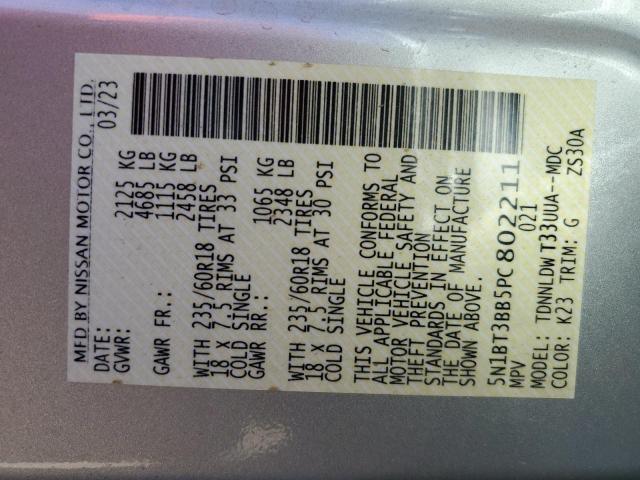 MFD BY NISSAN MOTOR CO., LTD.
DATE: 03/23
GVWR: 2125 KG
4685 LB
GAWR FR.: 1115 KG
2458 LB
WITH 235/60R18 TIRES
18 X 7.5 RIMS AT 33 PSI
COLD SINGLE
GAWR RR.: 1065 KG
2348 LB
WITH 235/60R18 TIRES
18 X 7.5 RIMS AT 30 PSI
COLD SINGLE
THIS VEHICLE CONFORMS TO
ALL APPLICABLE FEDERAL
MOTOR VEHICLE SAFETY AND
THEFT PREVENTION
STANDARDS IN EFFECT ON
THE DATE OF MANUFACTURE
SHOWN ABOVE.
5N1BT3BB5PC802211
MPV 021
MODEL: TDNNLDWT33UUA--MDC
COLOR: K23 TRIM: G ZS30A